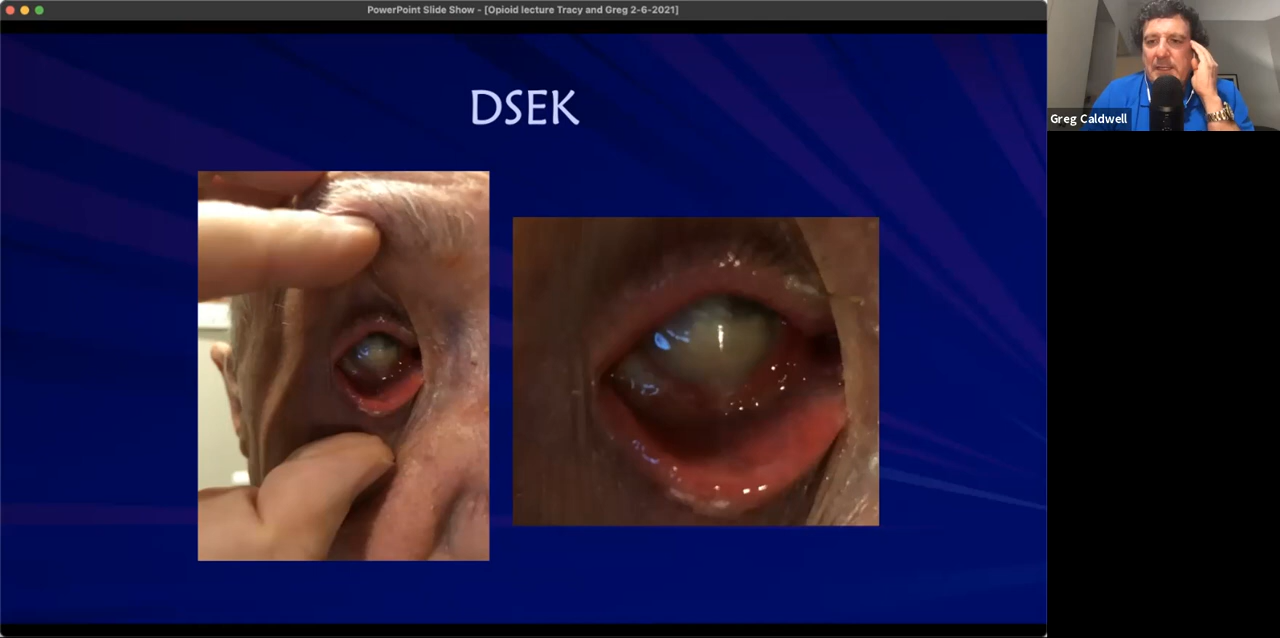 PowerPoint Slide Show - [Opioid lecture Tracy and Greg 2-6-2021]
DSEK
Greg Caldwell